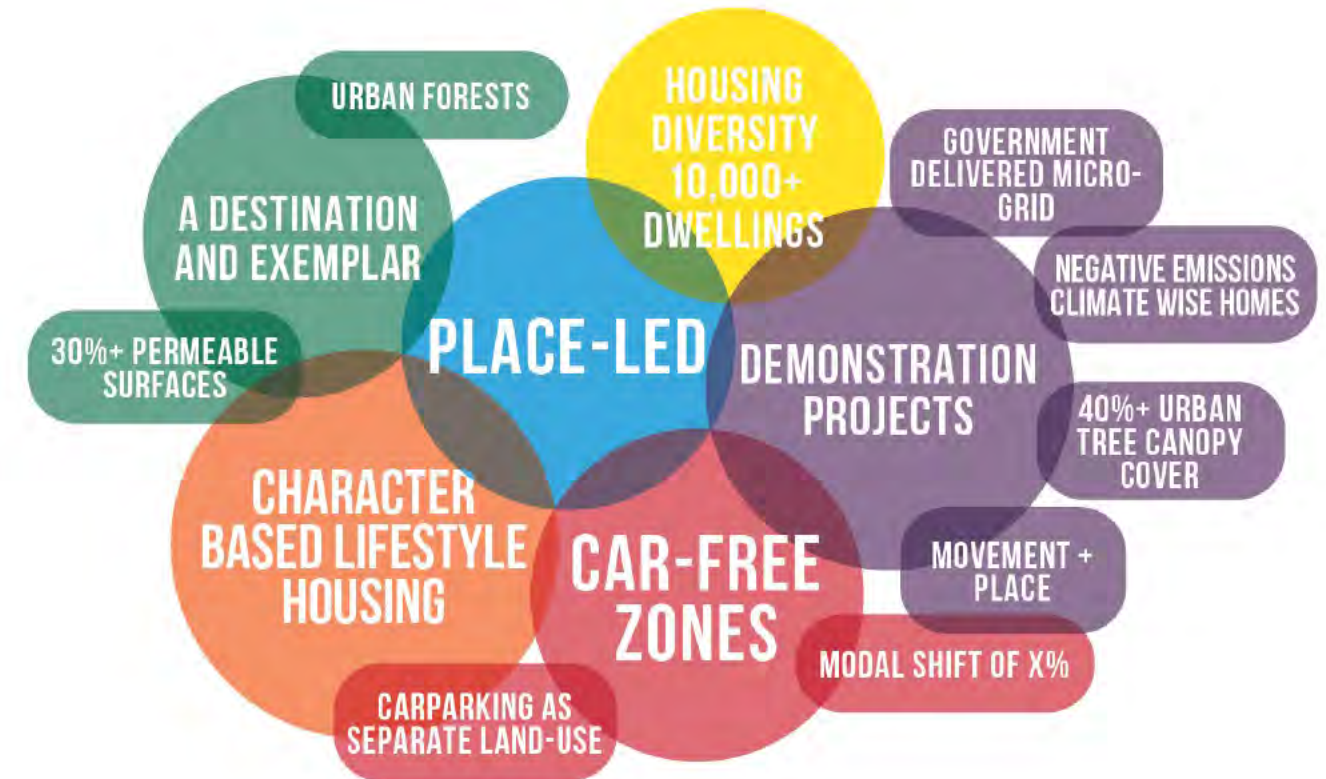 URBAN FORESTS
A DESTINATION
AND EXEMPLAR
30%+ PERMEABLE
SURFACES
HOUSING
DIVERSITY
10,000+
DWELLINGS
GOVERNMENT
DELIVERED MICRO-
GRID
NEGATIVE EMISSIONS
CLIMATE WISE HOMES
PLACE-LED
DEMONSTRATION
PROJECTS
40%+ URBAN
TREE CANOPY
COVER
MOVEMENT +
PLACE
CHARACTER
BASED LIFESTYLE
HOUSING
CAR-FREE
ZONES
MODAL SHIFT OF X%
CARPARKING AS
SEPARATE LAND-USE